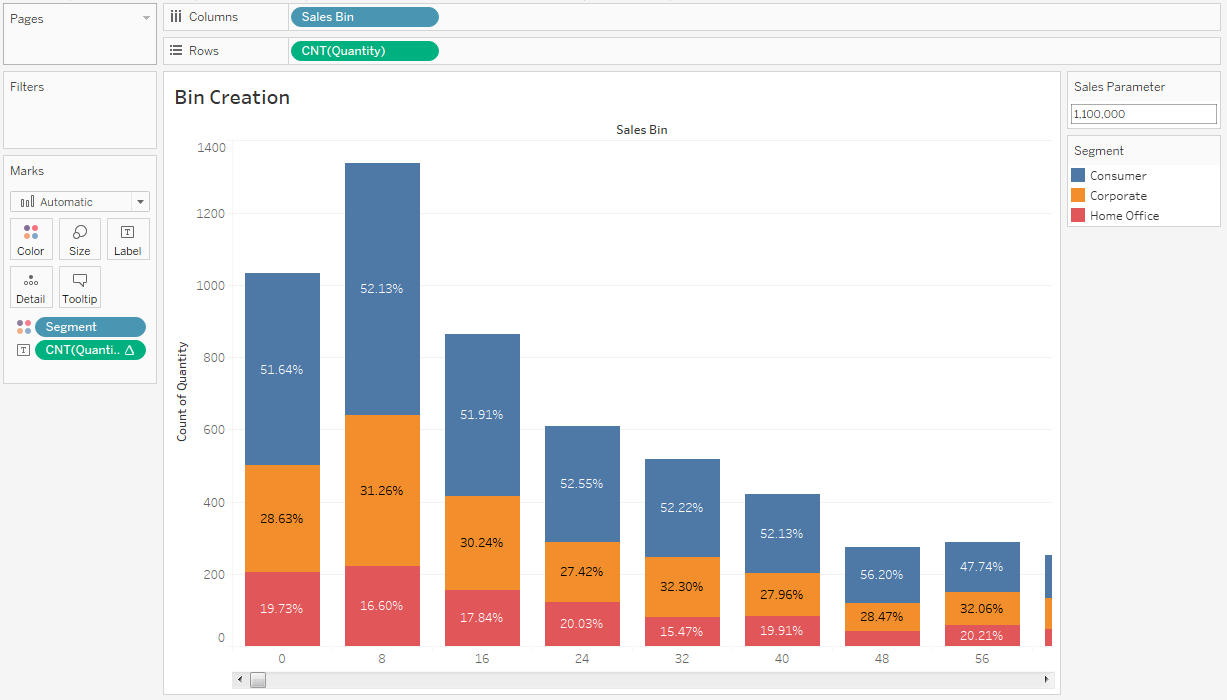 Pages
Columns
Sales Bin
Rows
CNT(Quantity)
Filters
Marks
Automatic
Color
Size
Label
Detail
Tooltip
Segment
CNT(Quanti.. Δ
Bin Creation
Sales Bin
Count of Quantity
1400
1200
1000
800
600
400
200
0
51.64%
28.63%
19.73%
52.13%
31.26%
16.60%
51.91%
30.24%
17.84%
52.55%
27.42%
20.03%
52.22%
32.30%
15.47%
52.13%
27.96%
19.91%
56.20%
28.47%
47.74%
32.06%
20.21%
0 8 16 24 32 40 48 56
Sales Parameter
1,100,000
Segment
Consumer
Corporate
Home Office